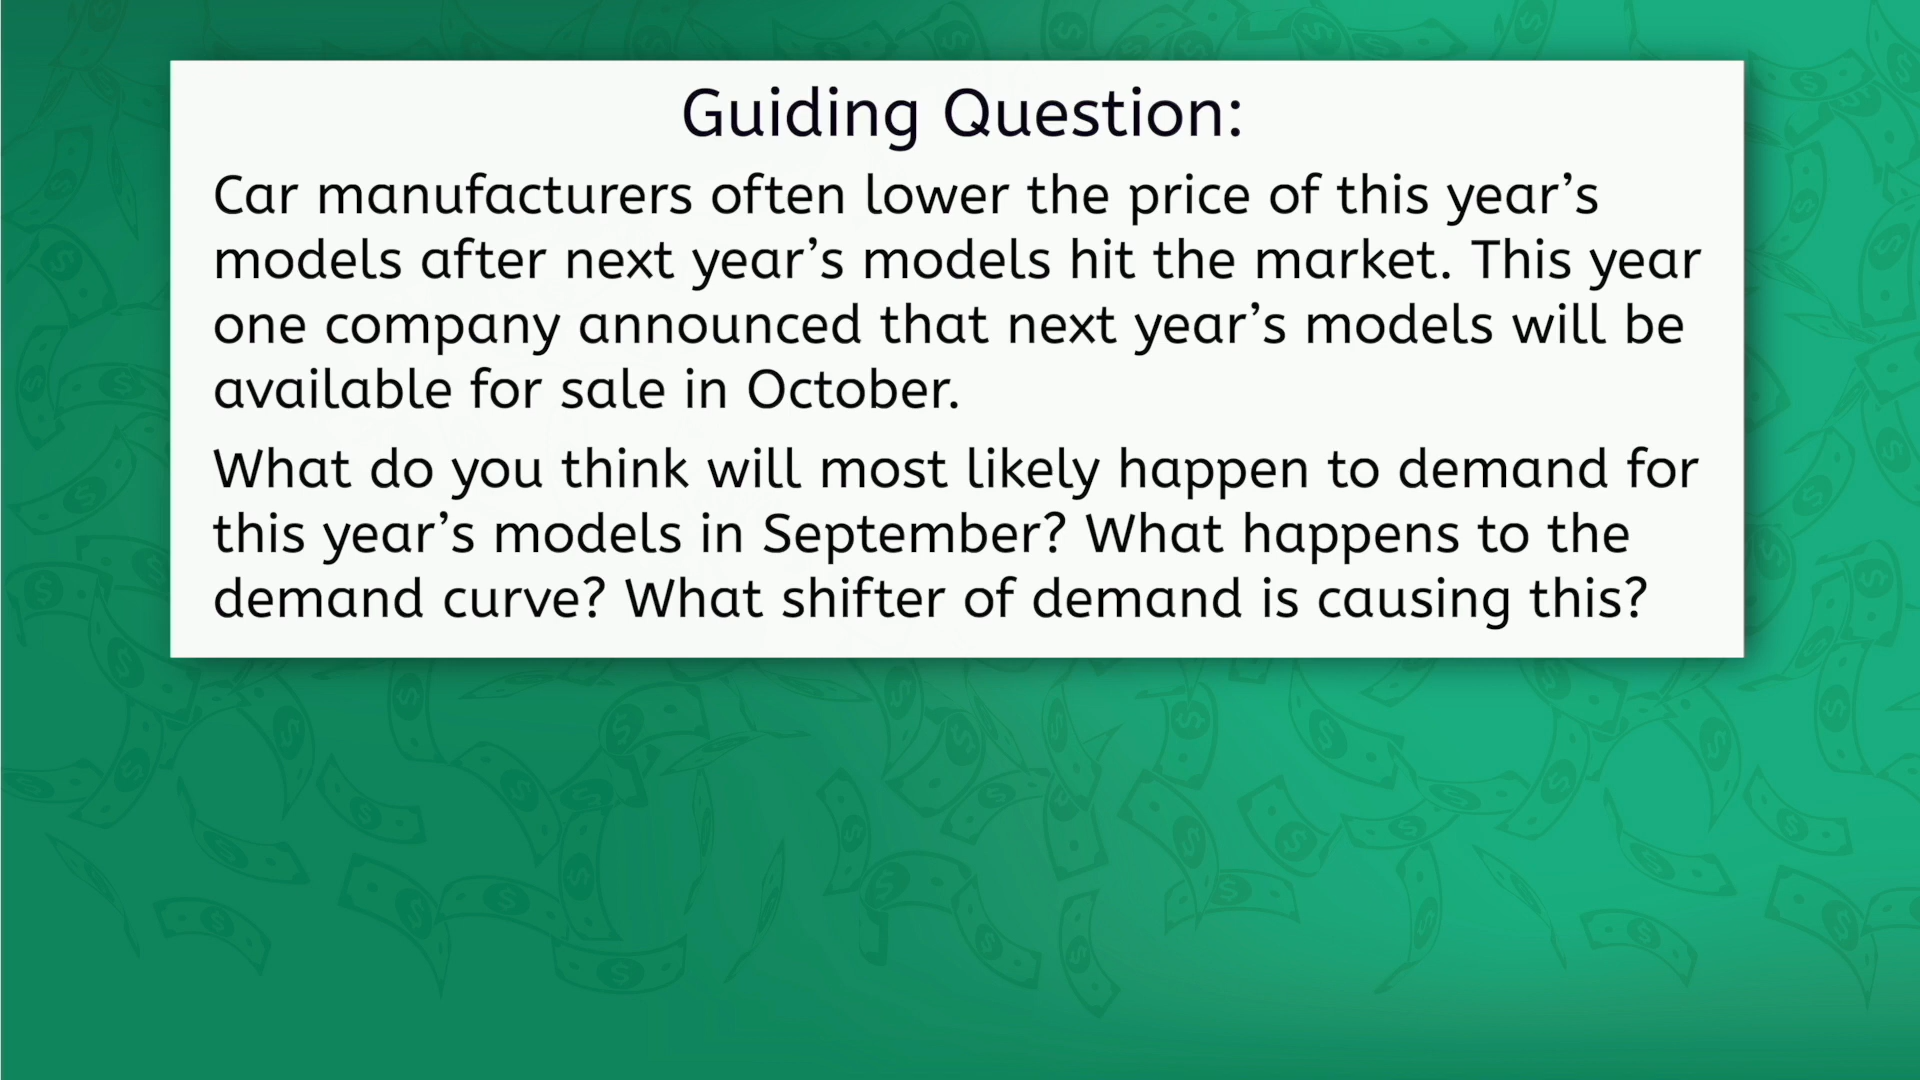 Guiding Question:
Car manufacturers often lower the price of this year’s
models after next year’s models hit the market. This year
one company announced that next year’s models will be
available for sale in October.
What do you think will most likely happen to demand for
this year’s models in September? What happens to the
demand curve? What shifter of demand is causing this?